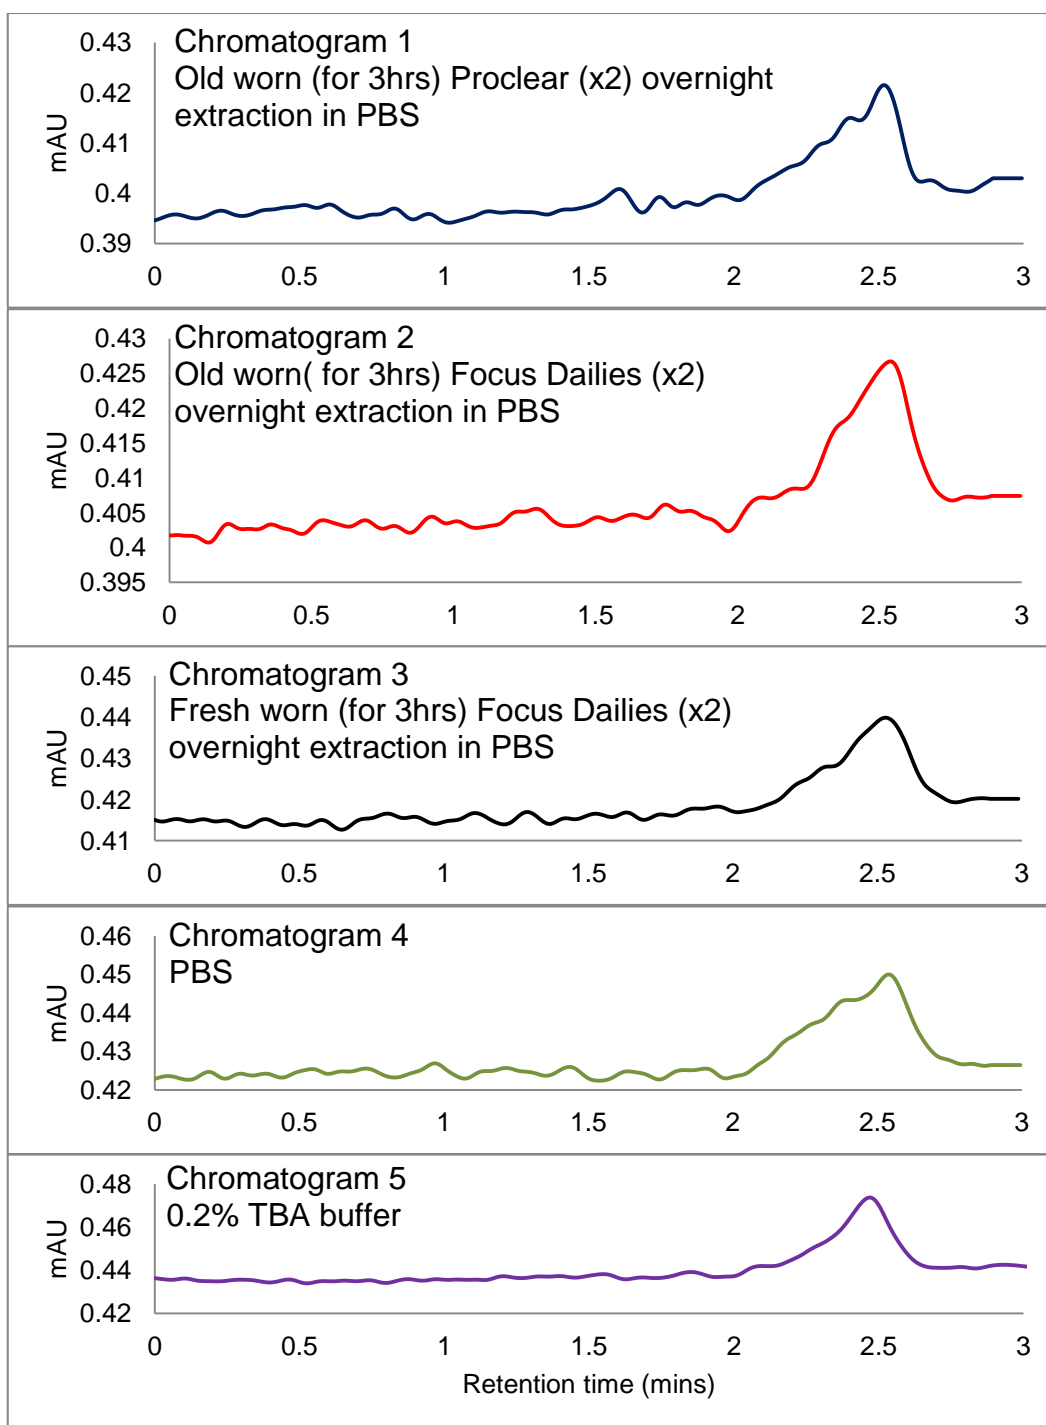 Chromatogram 1
Old worn (for 3hrs) Proclear (x2) overnight
extraction in PBS
mAU
0.43
0.42
0.41
0.4
0.39
0 0.5 1 1.5 2 2.5 3
Chromatogram 2
Old worn( for 3hrs) Focus Dailies (x2)
overnight extraction in PBS
mAU
0.43
0.425
0.42
0.415
0.41
0.405
0.4
0.395
0 0.5 1 1.5 2 2.5 3
Chromatogram 3
Fresh worn (for 3hrs) Focus Dailies (x2)
overnight extraction in PBS
mAU
0.45
0.44
0.43
0.42
0.41
0 0.5 1 1.5 2 2.5 3
Chromatogram 4
PBS
mAU
0.46
0.45
0.44
0.43
0.42
0 0.5 1 1.5 2 2.5 3
Chromatogram 5
0.2% TBA buffer
mAU
0.48
0.46
0.44
0.42
0 0.5 1 1.5 2 2.5 3
Retention time (mins)